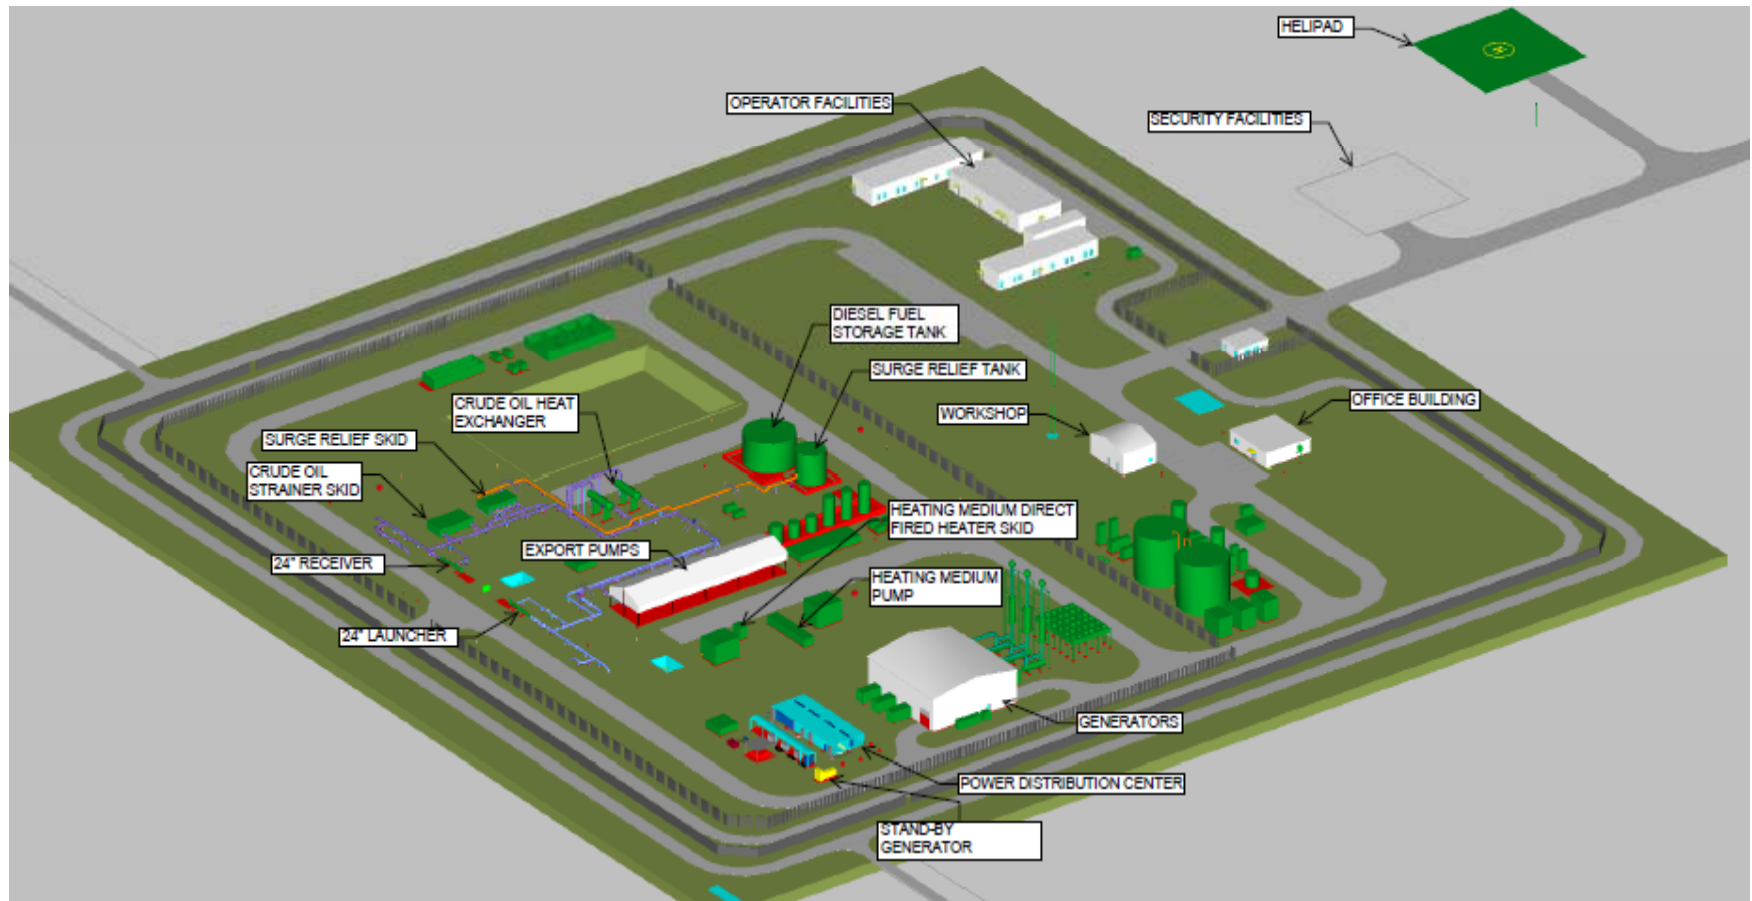 HELIPAD
OPERATOR FACILITIES
SECURITY FACILITIES
DIESEL FUEL
STORAGE TANK
SURGE RELIEF TANK
CRUDE OIL HEAT
EXCHANGER
WORKSHOP
OFFICE BUILDING
SURGE RELIEF SKID
CRUDE OIL
STRAINER SKID
HEATING MEDIUM DIRECT
FIRED HEATER SKID
EXPORT PUMPS
24" RECEIVER
HEATING MEDIUM
PUMP
24" LAUNCHER
GENERATORS
POWER DISTRIBUTION CENTER
STAND-BY
GENERATOR